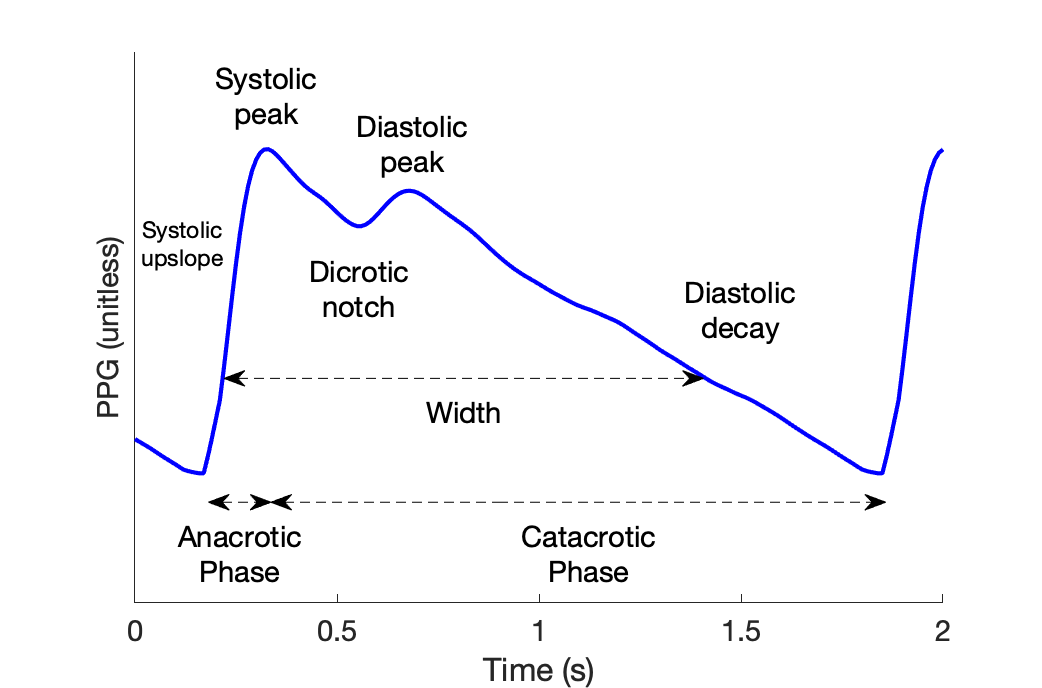 Systolic
peak
Diastolic
peak
Systolic
upslope
Dicrotic
notch
Diastolic
decay
Width
Anacrotic
Phase
Catacrotic
Phase
PPG (unitless)
0 0.5 1 1.5 2
Time (s)